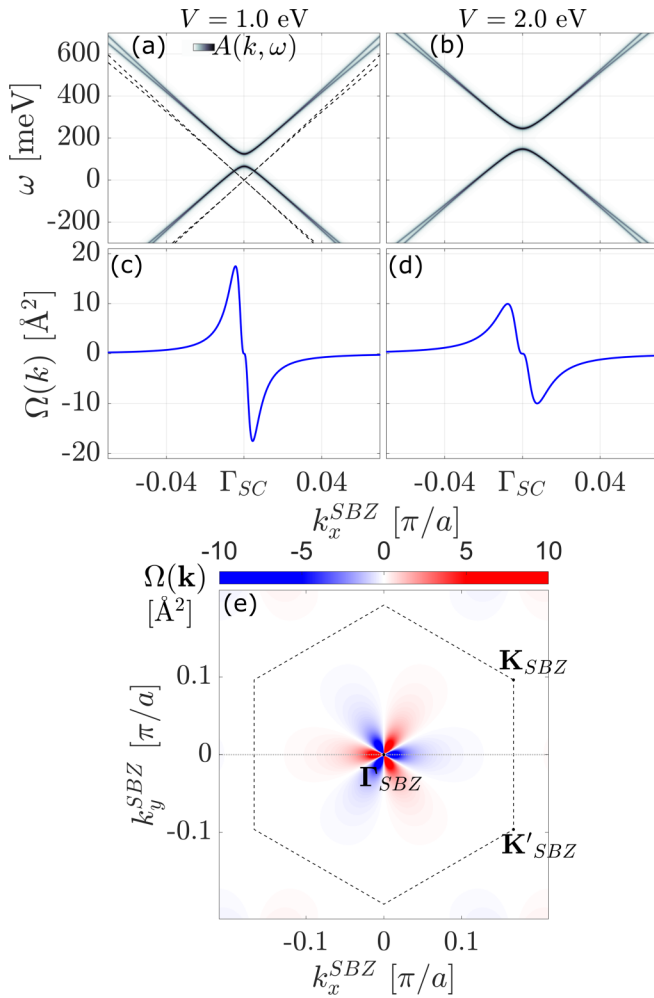 V = 1.0 eV V = 2.0 eV
(a) A(k, ω) (b)
600
400
200
0
-200
ω [meV]
(c) (d)
20
10
0
-10
-20
Ω(k) [Å²]
-0.04 Γ_SC 0.04 -0.04 Γ_SC 0.04
k_x^{SBZ} [π/a]
-10 -5 0 5 10
Ω(k)
[Å²]
(e)
K_SBZ
0.1
0
-0.1
k_y^{SBZ} [π/a]
Γ_SBZ
K'_SBZ
-0.1 0 0.1
k_x^{SBZ} [π/a]